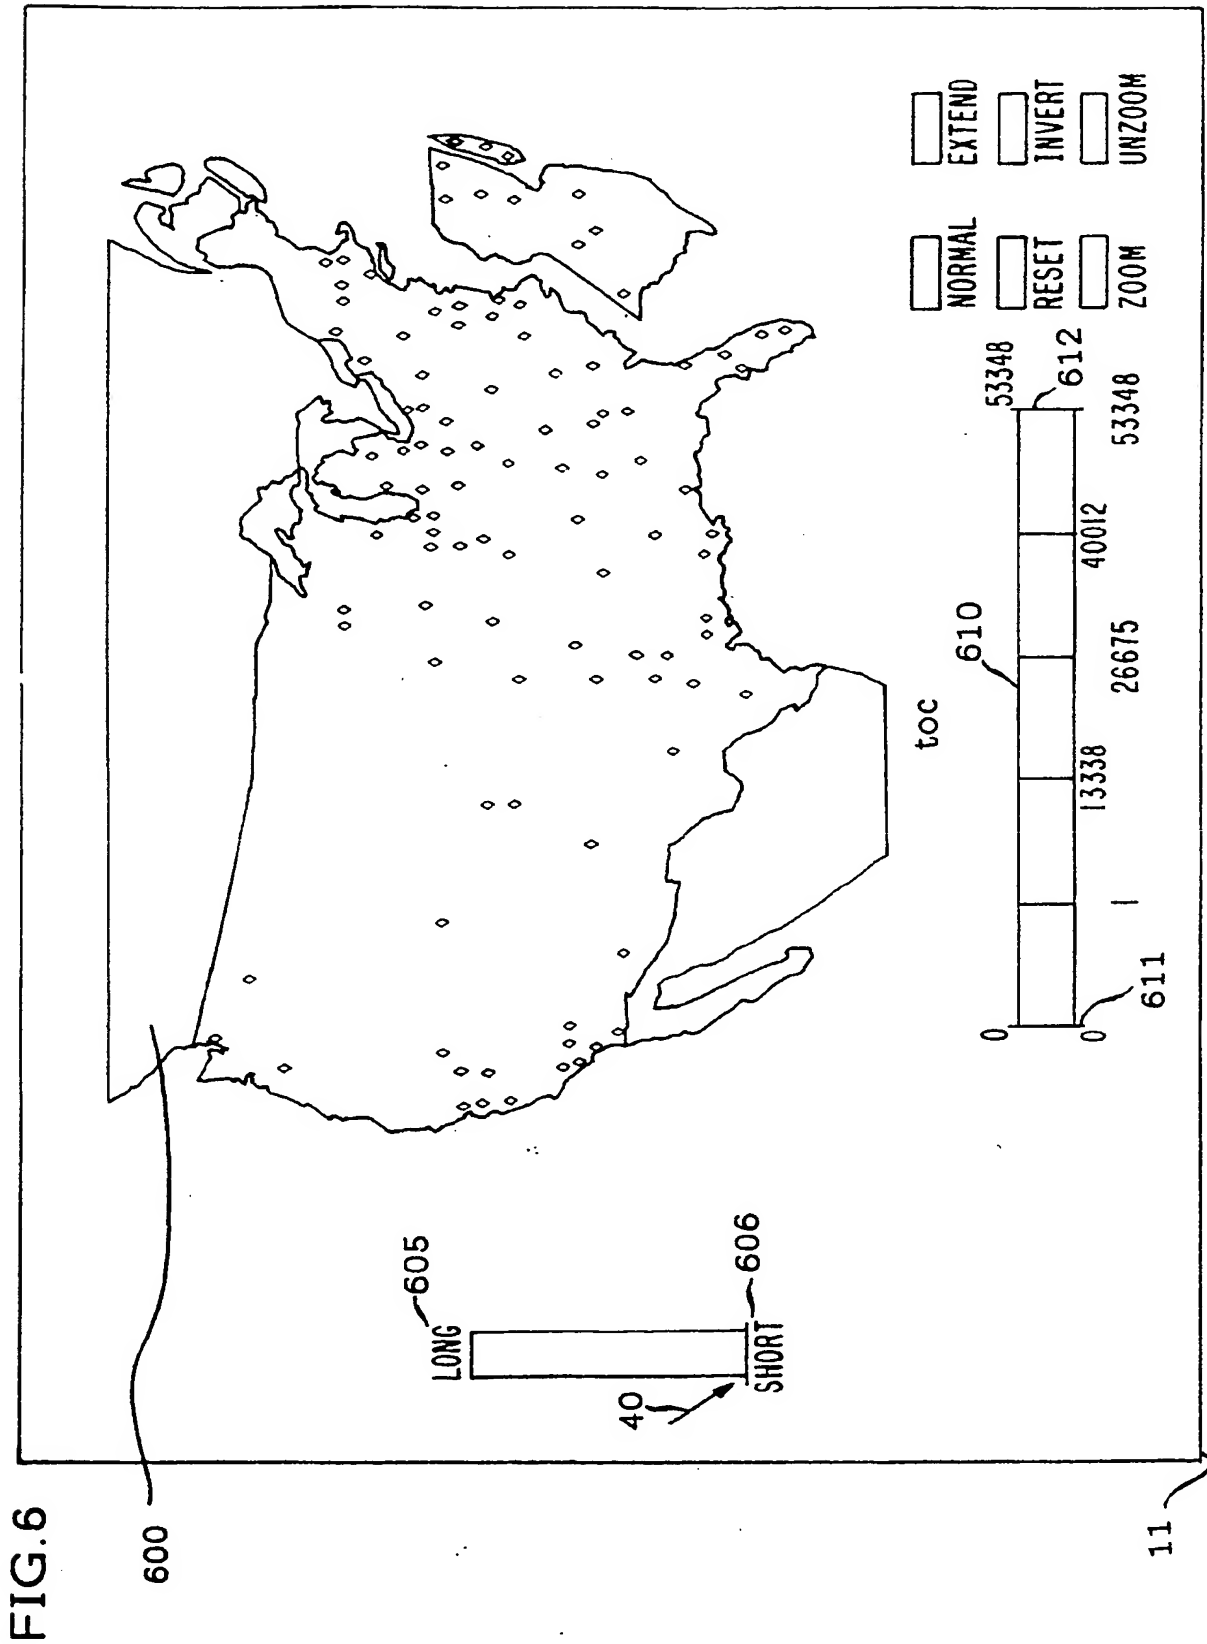 FIG.6
600
LONG
605
40
SHORT
606
toc
610
0
53348
612
0
1
13338
26675
40012
53348
611
NORMAL
EXTEND
RESET
INVERT
ZOOM
UNZOOM
11